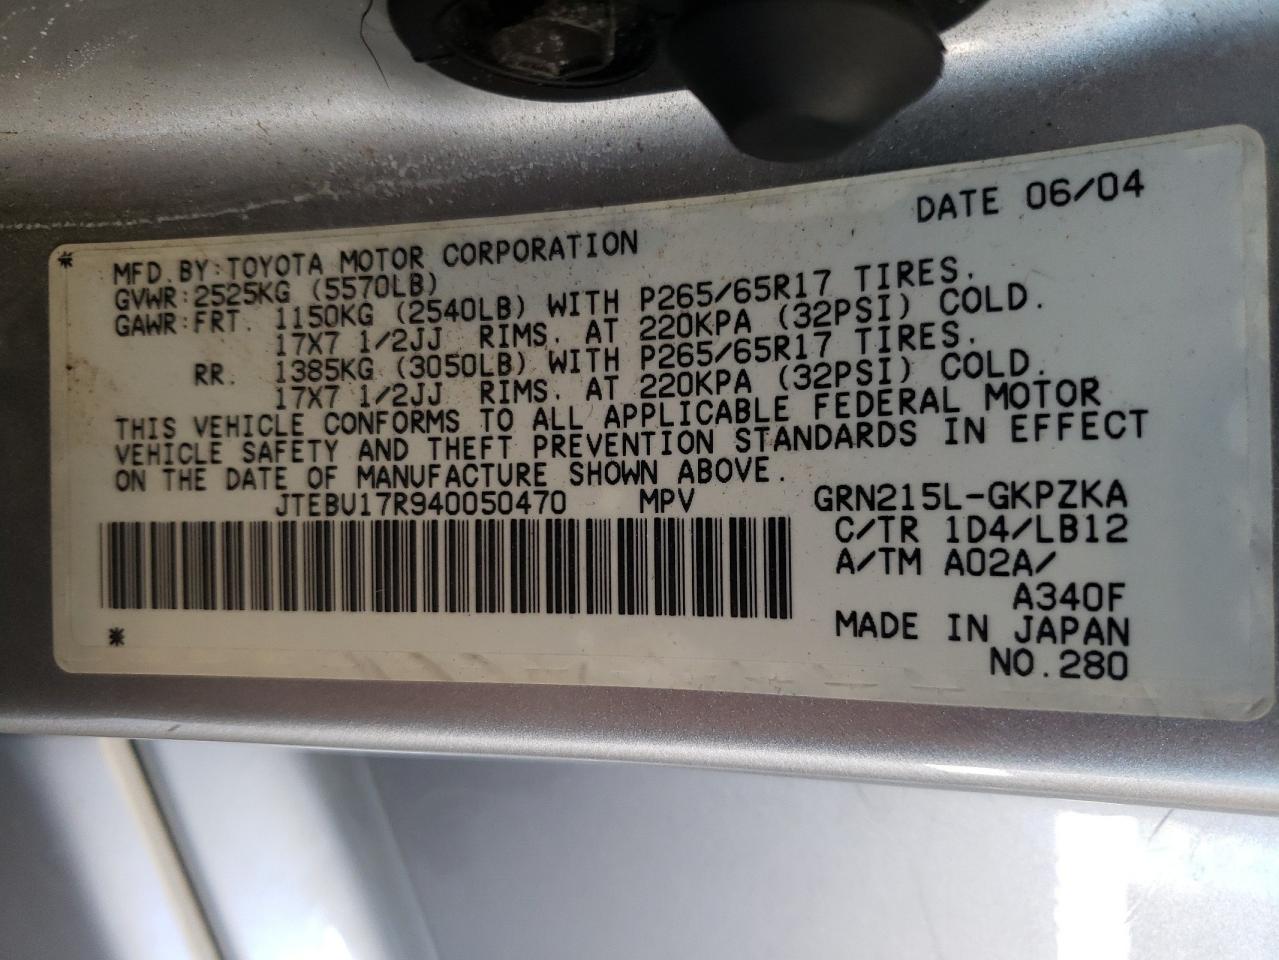 DATE 06/04
MFD. BY: TOYOTA MOTOR CORPORATION
GVWR: 2525KG (5570LB)
GAWR: FRT. 1150KG (2540LB) WITH P265/65R17 TIRES.
17X7 1/2JJ RIMS. AT 220KPA (32PSI) COLD.
RR. 1385KG (3050LB) WITH P265/65R17 TIRES.
17X7 1/2JJ RIMS. AT 220KPA (32PSI) COLD.
THIS VEHICLE CONFORMS TO ALL APPLICABLE FEDERAL MOTOR
VEHICLE SAFETY AND THEFT PREVENTION STANDARDS IN EFFECT
ON THE DATE OF MANUFACTURE SHOWN ABOVE.
JTEBU17R940050470 MPV GRN215L-GKPZKA
C/TR 1D4/LB12
A/TM A02A/
A340F
MADE IN JAPAN
NO.280